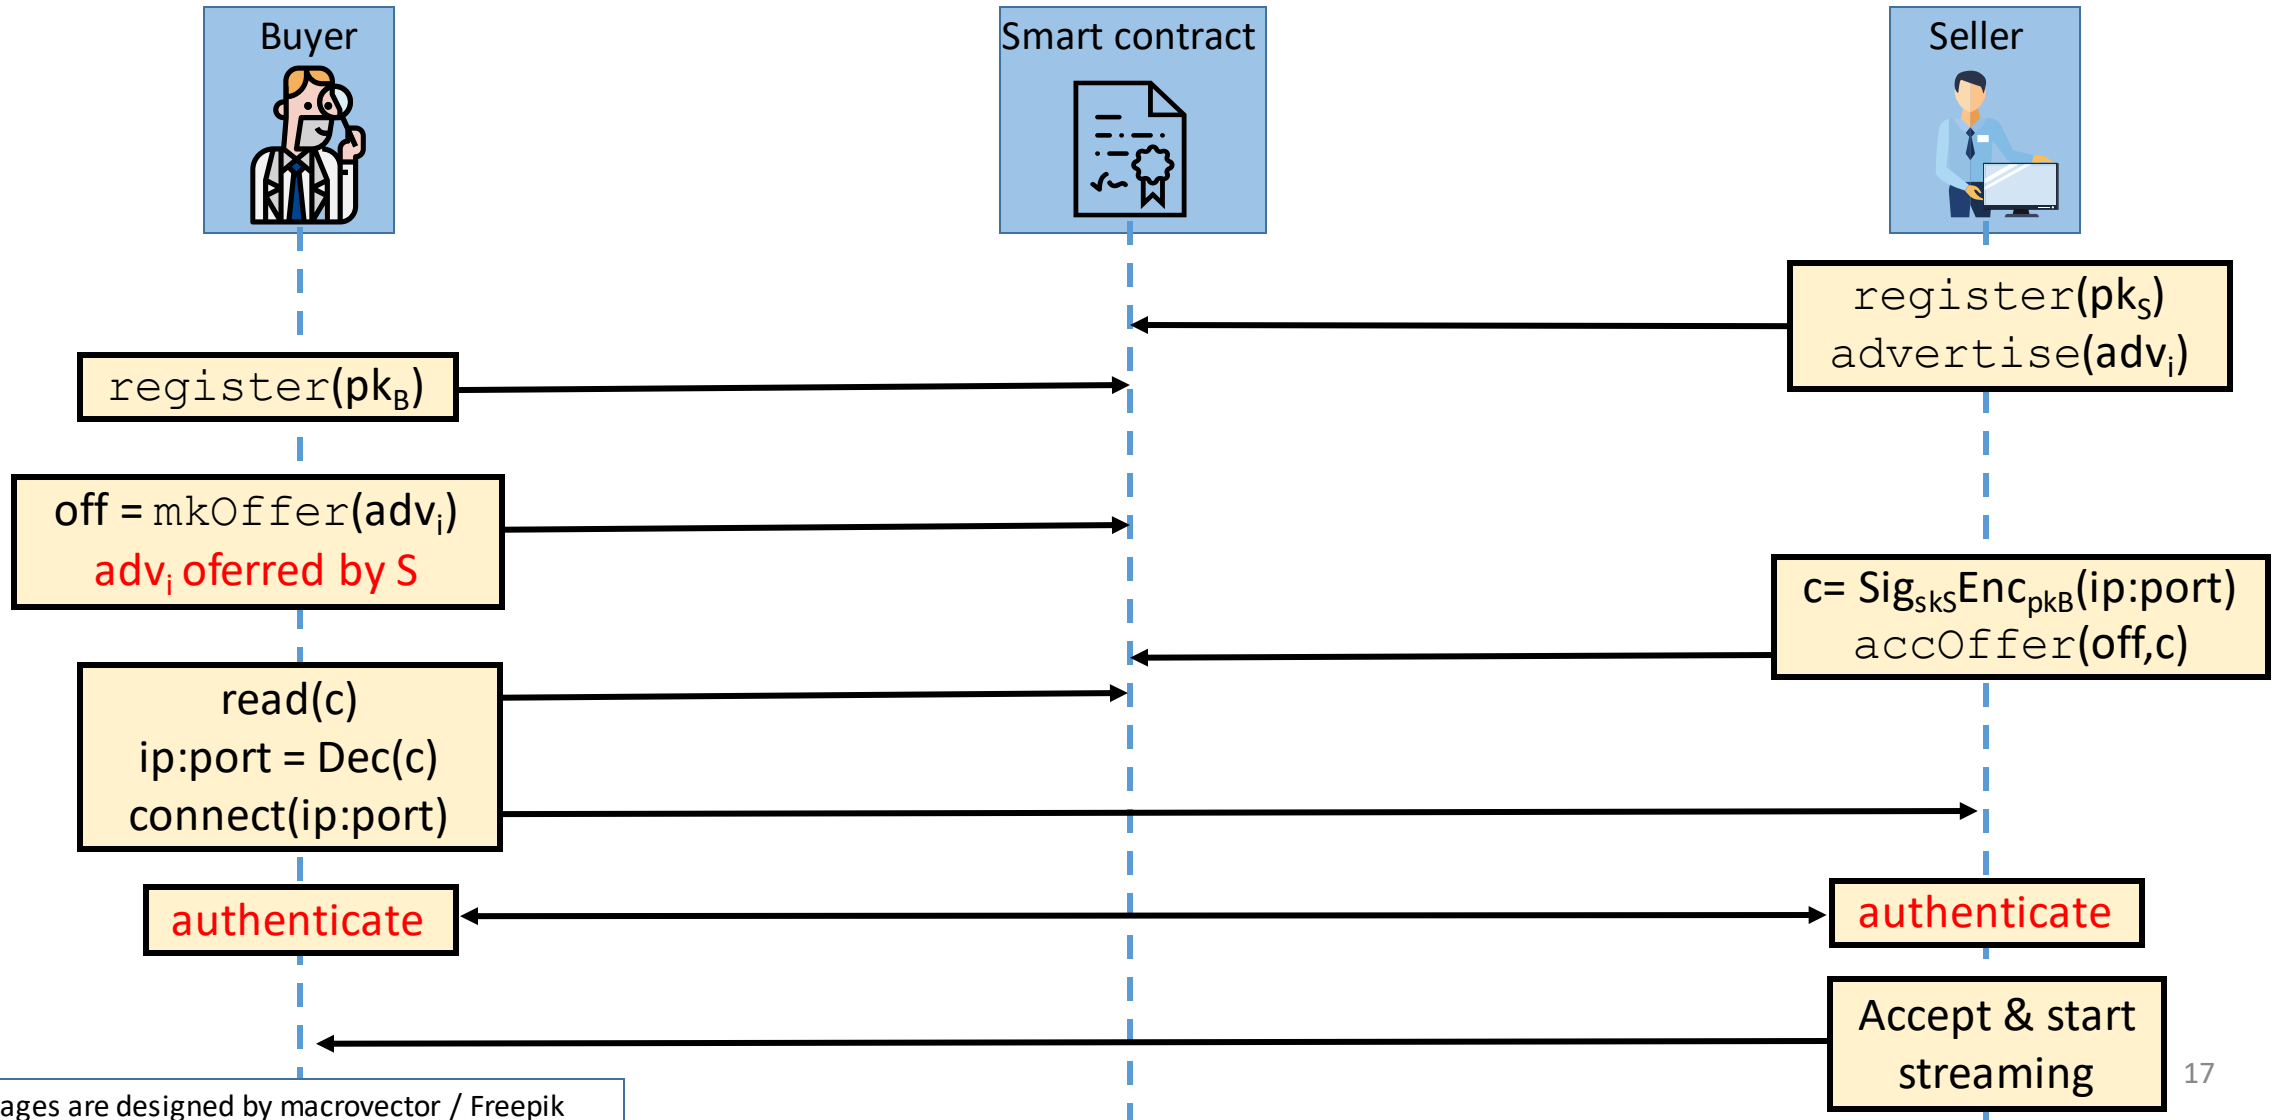 Buyer
Smart contract
Seller
register(pkS)
advertise(advi)
register(pkB)
off = mkOffer(advi)
advi oferred by S
c= SigskSEncpkB(ip:port)
accOffer(off,c)
read(c)
ip:port = Dec(c)
connect(ip:port)
authenticate
authenticate
Accept & start
streaming
17
ages are designed by macrovector / Freepik